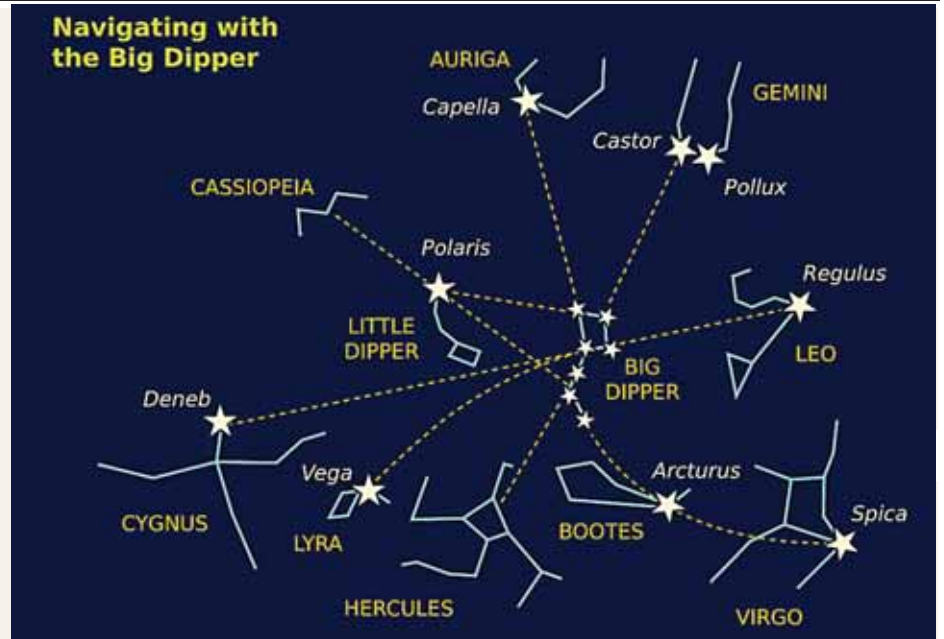 Navigating with
the Big Dipper
AURIGA
Capella
GEMINI
Castor
Pollux
CASSIOPEIA
Polaris
Regulus
LITTLE
DIPPER
LEO
BIG
DIPPER
Deneb
Vega
Arcturus
Spica
CYGNUS
LYRA
BOOTES
HERCULES
VIRGO